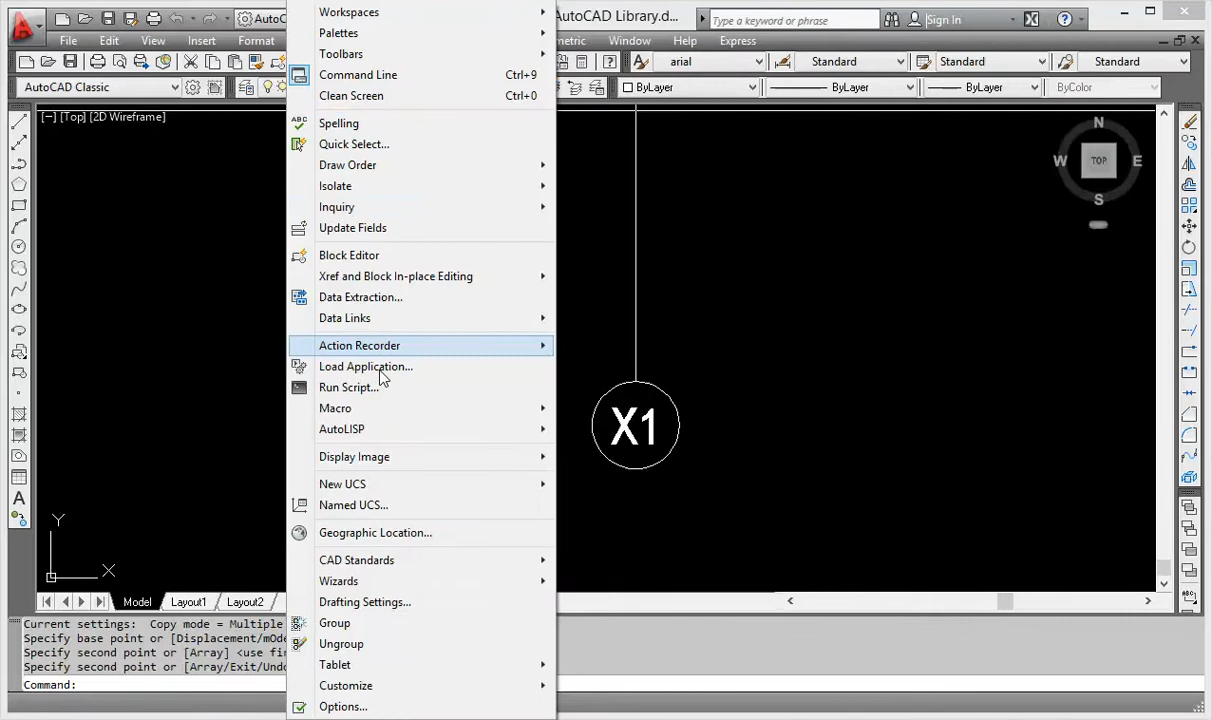 AutoC
AutoCAD Library.d...
Type a keyword or phrase
Sign In
File
Edit
View
Insert
Format
etric
Window
Help
Express
arial
Standard
Standard
Standard
AutoCAD Classic
ByLayer
ByLayer
ByLayer
ByColor
[−] [Top] [2D Wireframe]
Workspaces
Palettes
Toolbars
Command Line Ctrl+9
Clean Screen Ctrl+0
ABC
Spelling
Quick Select...
Draw Order
Isolate
Inquiry
Update Fields
Block Editor
Xref and Block In-place Editing
Data Extraction...
Data Links
Action Recorder
Load Application...
Run Script...
Macro
AutoLISP
Display Image
New UCS
Named UCS...
Geographic Location...
CAD Standards
Wizards
Drafting Settings...
Group
Ungroup
Tablet
Customize
Options...
N
W
TOP
E
S
X1
Y
X
A
Model
Layout1
Layout2
Current settings: Copy mode = Multiple
Specify base point or [Displacement/mOde
Specify second point or [Array] <use fir
Specify second point or [Array/Exit/Undo
Command: